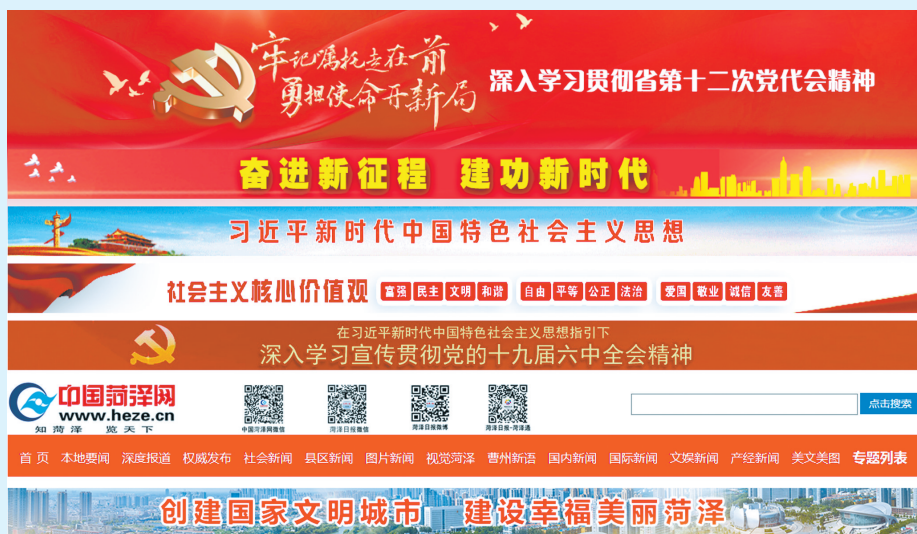 牢记嘱托走在前
勇担使命开新局
深入学习贯彻省第十二次党代会精神
奋进新征程 建功新时代
习近平新时代中国特色社会主义思想
社会主义核心价值观 富强 民主 文明 和谐 自由 平等 公正 法治 爱国 敬业 诚信 友善
在习近平新时代中国特色社会主义思想指引下
深入学习宣传贯彻党的十九届六中全会精神
中国菏泽网
www.heze.cn
知菏泽 览天下
中国菏泽网微信 菏泽日报微信 菏泽日报微博 菏泽日报-菏泽通
点击搜索
首 页 本地要闻 深度报道 权威发布 社会新闻 县区新闻 图片新闻 视觉菏泽 曹州新语 国内新闻 国际新闻 文娱新闻 产经新闻 美文美图 专题列表
创建国家文明城市 建设幸福美丽菏泽